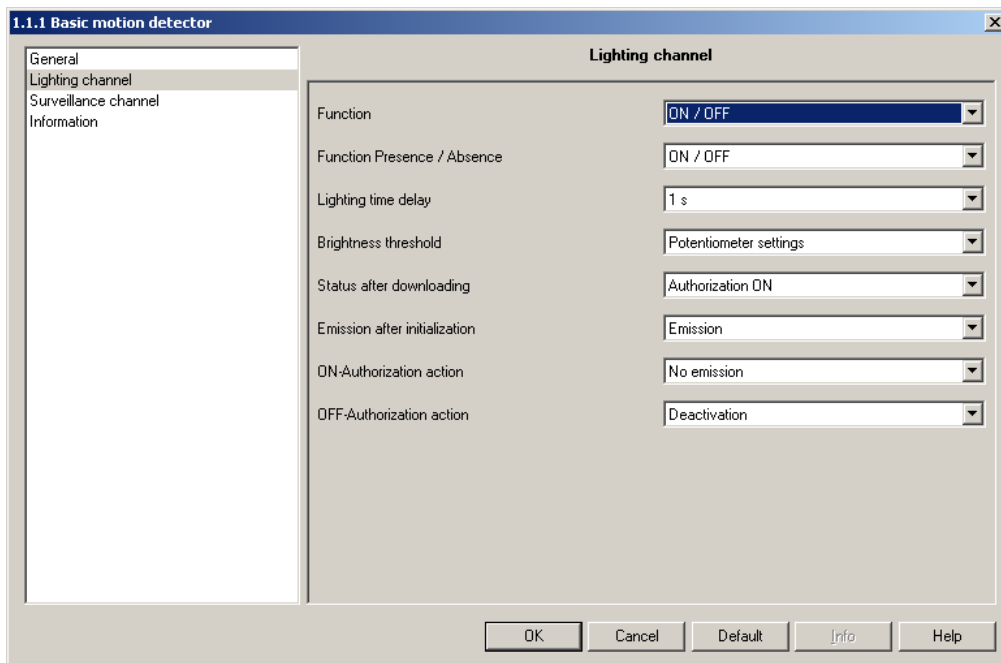 1.1.1 Basic motion detector
General
Lighting channel
Surveillance channel
Information
Lighting channel
Function ON / OFF
Function Presence / Absence ON / OFF
Lighting time delay 1 s
Brightness threshold Potentiometer settings
Status after downloading Authorization ON
Emission after initialization Emission
ON-Authorization action No emission
OFF-Authorization action Deactivation
OK Cancel Default Info Help